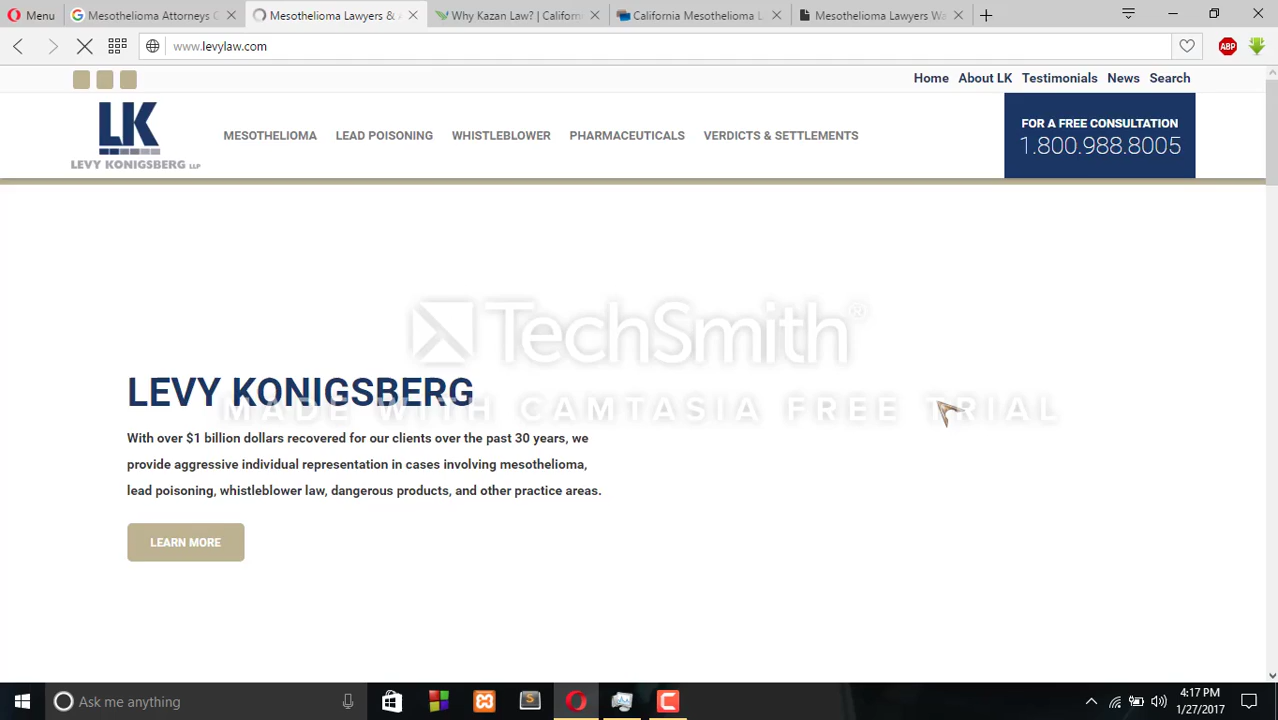 Menu
Mesothelioma Attorneys C
Mesothelioma Lawyers & A
Why Kazan Law? | Californ
California Mesothelioma L
Mesothelioma Lawyers Wa
www.levylaw.com
ABP
Home About LK Testimonials News Search
LK
LEVY KONIGSBERG LLP
MESOTHELIOMA LEAD POISONING WHISTLEBLOWER PHARMACEUTICALS VERDICTS & SETTLEMENTS
FOR A FREE CONSULTATION
1.800.988.8005
TechSmith®
MADE WITH CAMTASIA FREE TRIAL
LEVY KONIGSBERG
With over $1 billion dollars recovered for our clients over the past 30 years, we
provide aggressive individual representation in cases involving mesothelioma,
lead poisoning, whistleblower law, dangerous products, and other practice areas.
LEARN MORE
Ask me anything
4:17 PM
1/27/2017